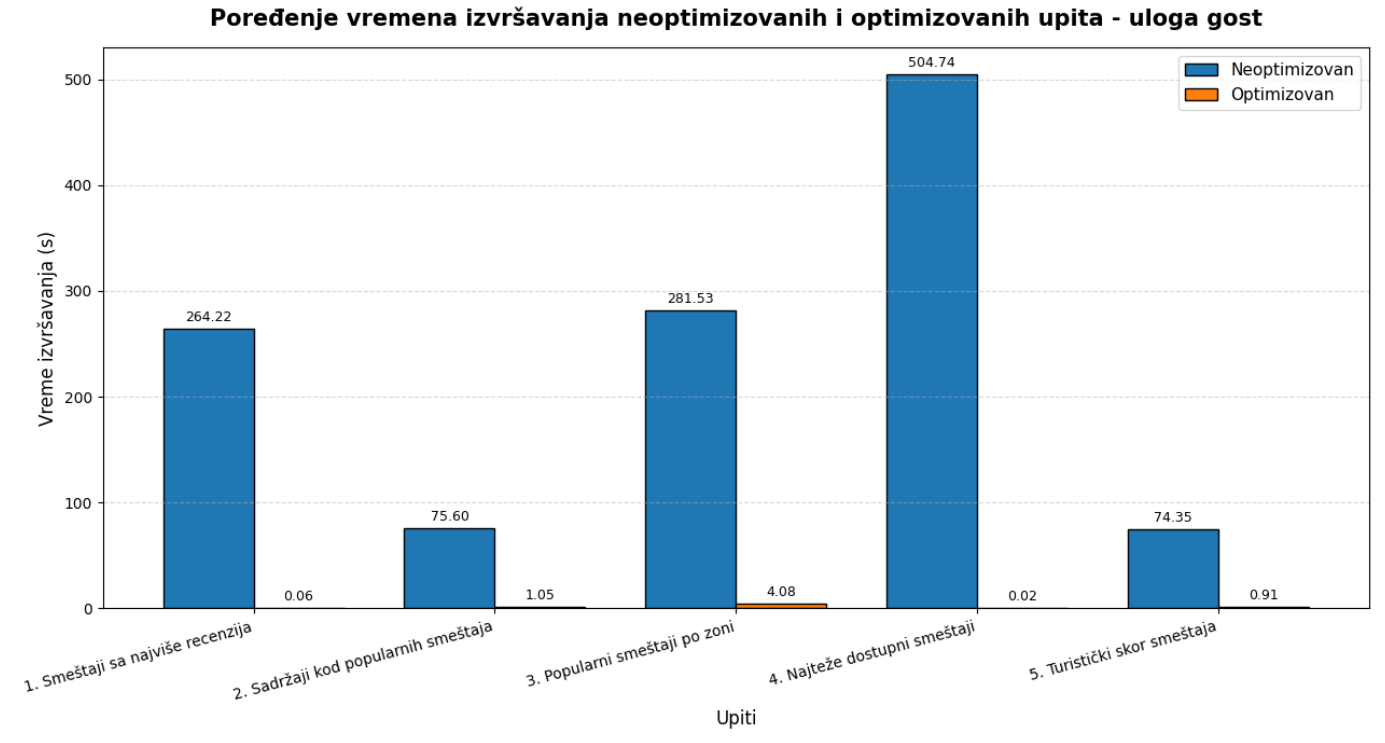 Poređenje vremena izvršavanja neoptimizovanih i optimizovanih upita - uloga gost
Neoptimizovan
Optimizovan
Vreme izvršavanja (s)
500
400
300
200
100
0
264.22
0.06
75.60
1.05
281.53
4.08
504.74
0.02
74.35
0.91
1. Smeštaji sa najviše recenzija
2. Sadržaji kod popularnih smeštaja
3. Popularni smeštaji po zoni
4. Najteže dostupni smeštaji
5. Turistički skor smeštaja
Upiti